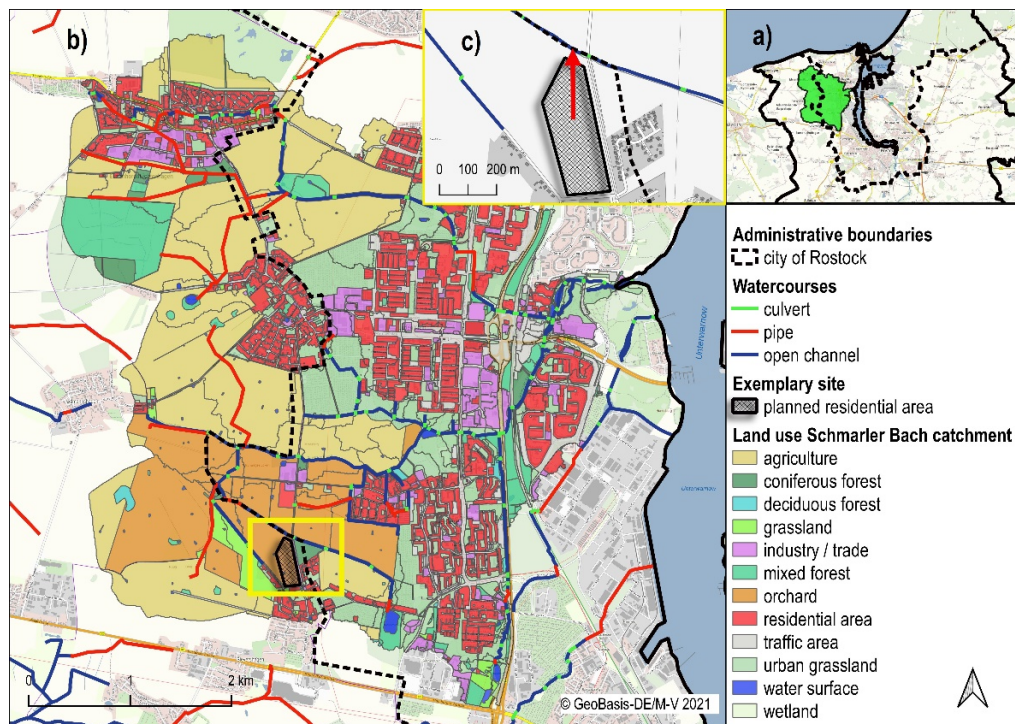 b)
c)
a)
0 100 200 m
Unterwarnow
Unterwarnow
0 1 2 km
© GeoBasis-DE/M-V 2021
Administrative boundaries
city of Rostock
Watercourses
culvert
pipe
open channel
Exemplary site
planned residential area
Land use Schmarler Bach catchment
agriculture
coniferous forest
deciduous forest
grassland
industry / trade
mixed forest
orchard
residential area
traffic area
urban grassland
water surface
wetland